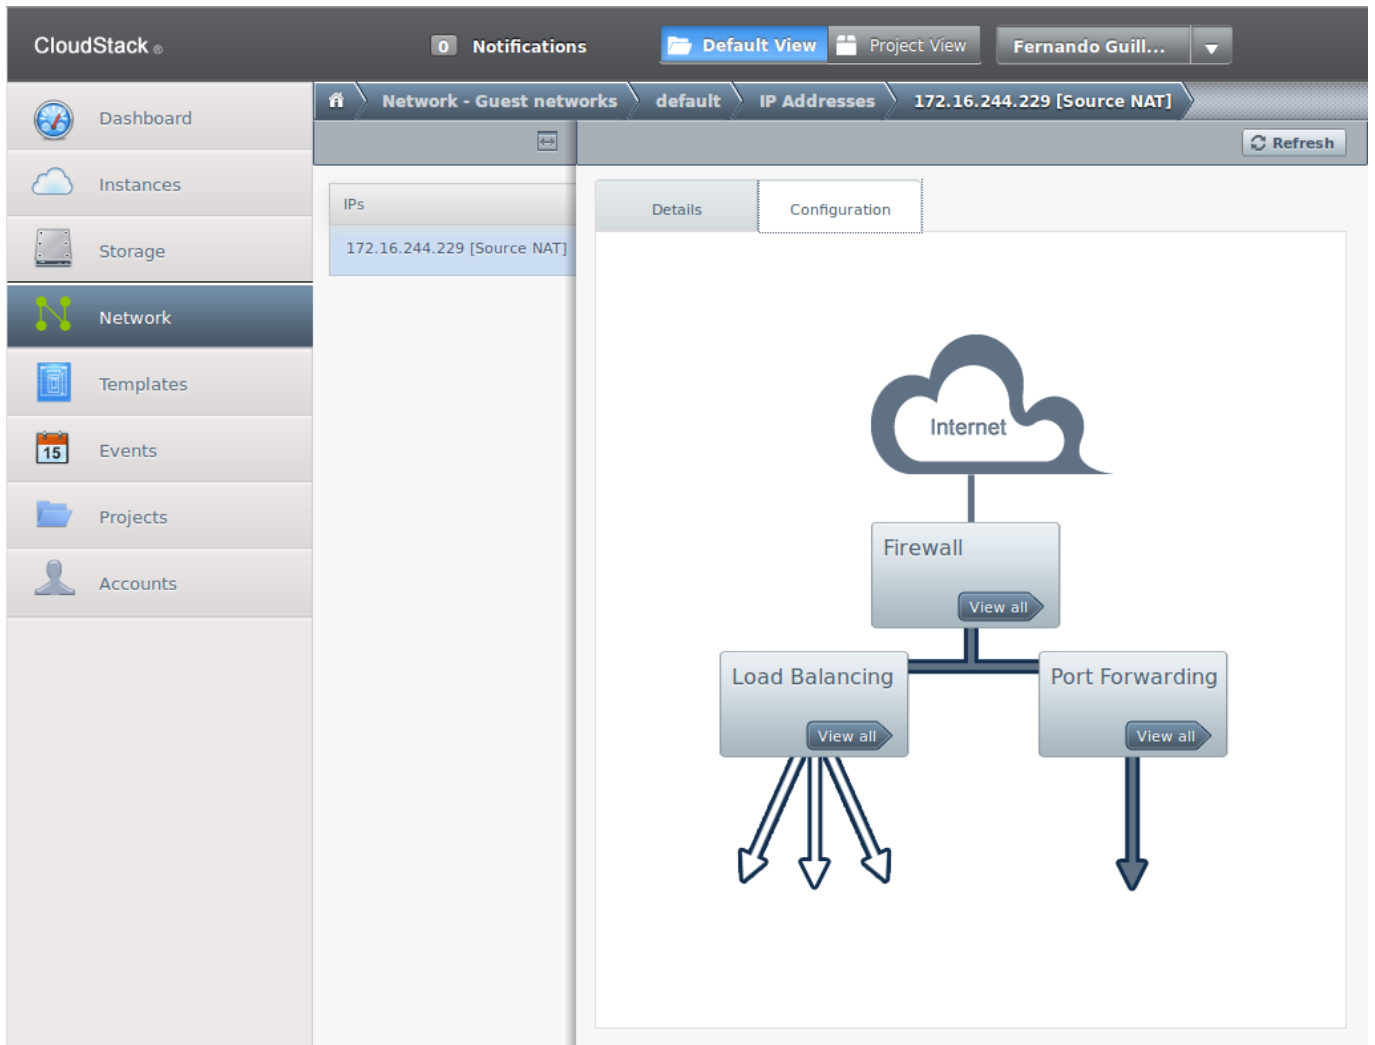 CloudStack ®
0 Notifications
Default View
Project View
Fernando Guill...
Network - Guest networks
default
IP Addresses
172.16.244.229 [Source NAT]
Refresh
Dashboard
Instances
Storage
Network
Templates
15
Events
Projects
Accounts
IPs
172.16.244.229 [Source NAT]
Details
Configuration
Internet
Firewall
View all
Load Balancing
View all
Port Forwarding
View all